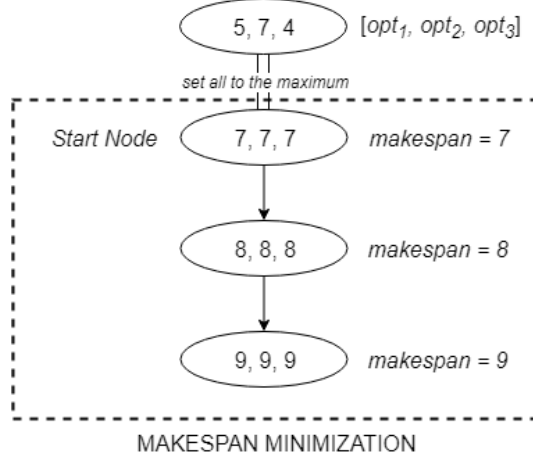 5, 7, 4 [opt₁, opt₂, opt₃]
set all to the maximum
Start Node 7, 7, 7 makespan = 7
8, 8, 8 makespan = 8
9, 9, 9 makespan = 9
MAKESPAN MINIMIZATION